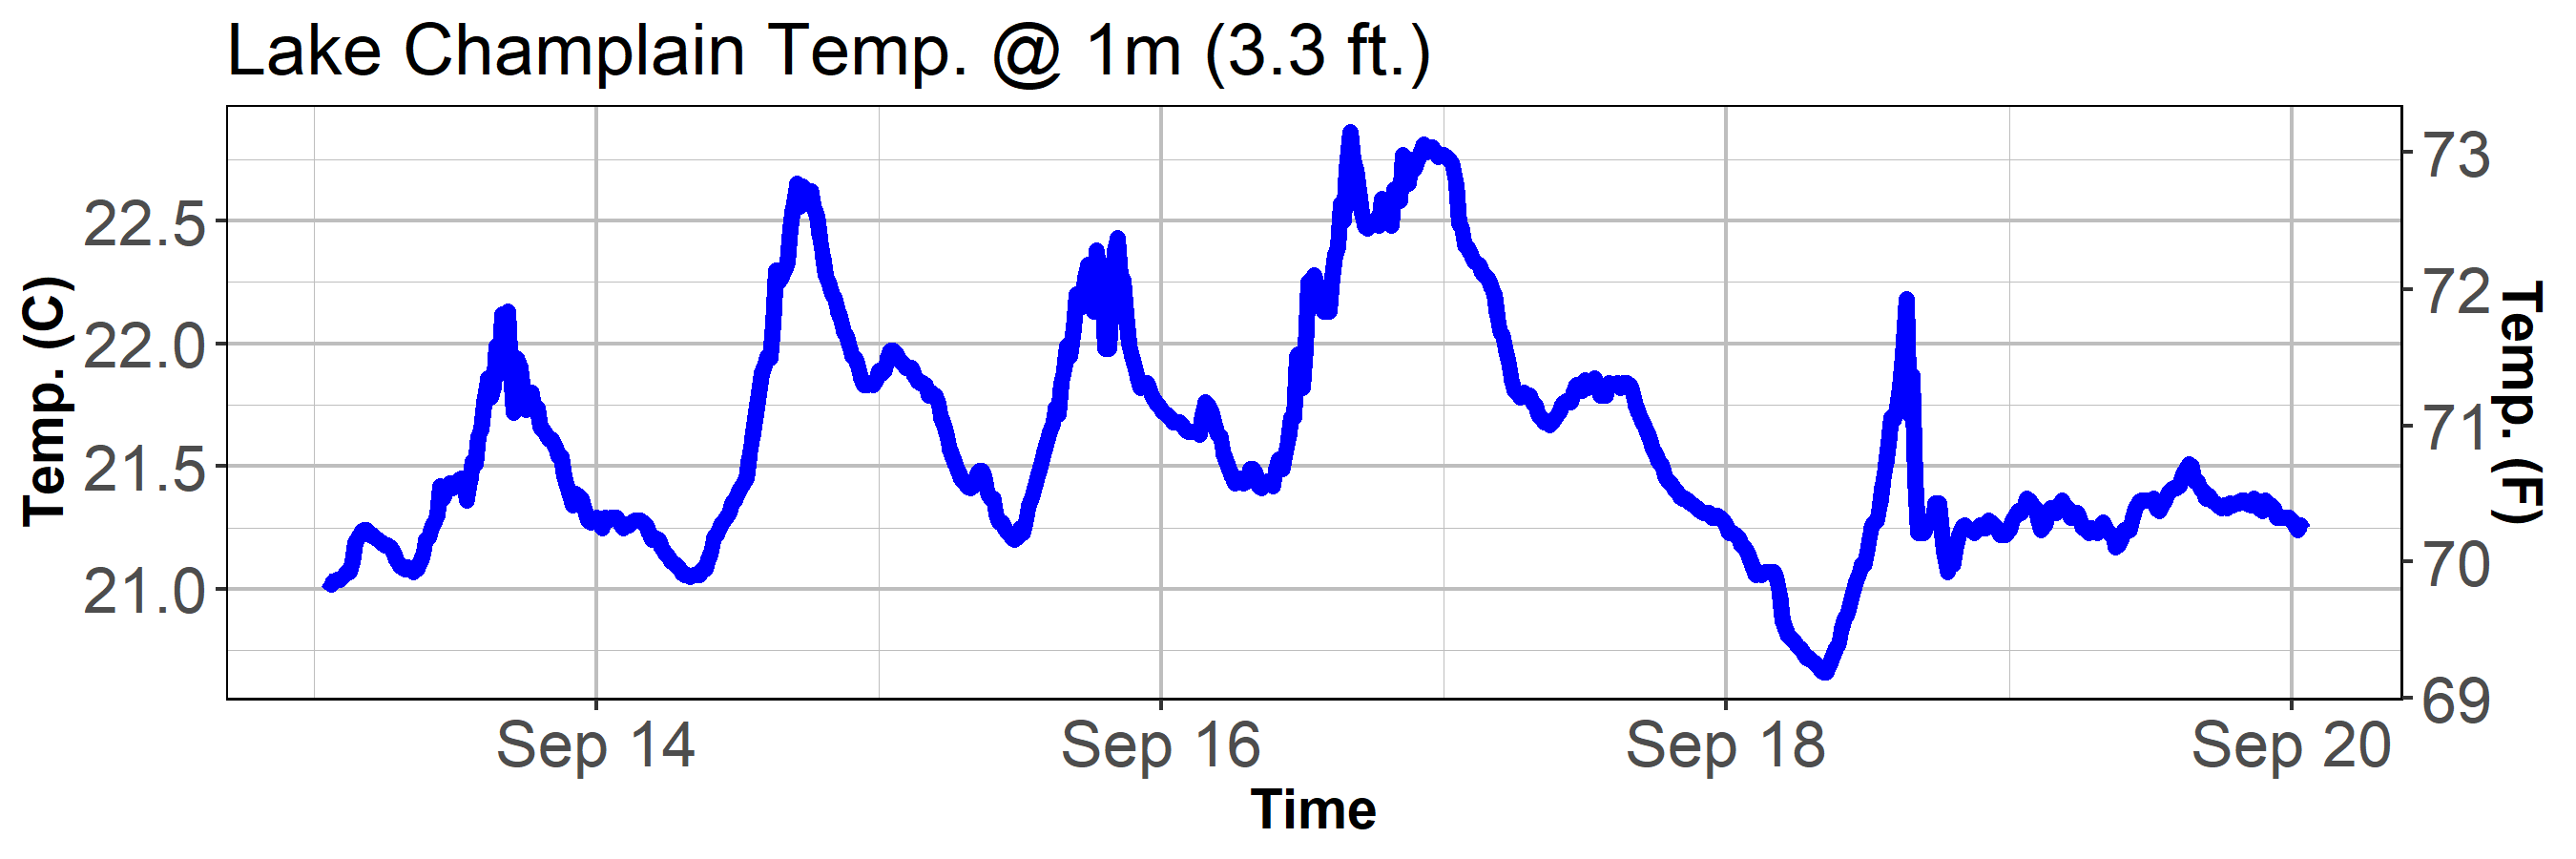 Lake Champlain Temp. @ 1m (3.3 ft.)
Temp. (C)
22.5
22.0
21.5
21.0
73
72
71
70
69
Temp. (F)
Sep 14
Sep 16
Sep 18
Sep 20
Time